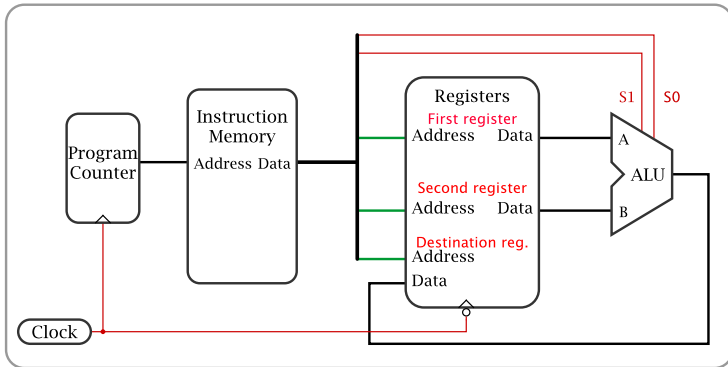 S1 S0
Registers
First register
Address Data
Instruction
Memory
Address Data
Program
Counter
A
ALU
B
Second register
Address Data
Destination reg.
Address
Data
Clock